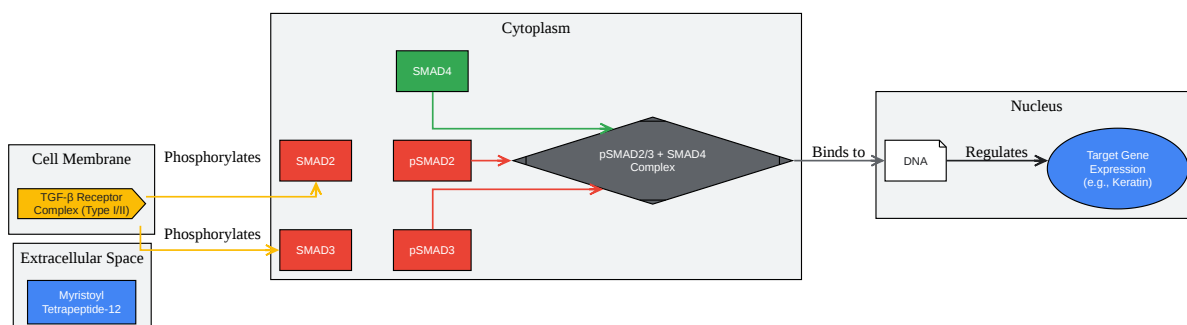 Cytoplasm
SMAD4
Nucleus
Cell Membrane
Phosphorylates
SMAD2
pSMAD2
pSMAD2/3 + SMAD4
Complex
Binds to
DNA
Regulates
Target Gene
Expression
(e.g., Keratin)
TGF-β Receptor
Complex (Type I/II)
Phosphorylates
SMAD3
pSMAD3
Extracellular Space
Myristoyl
Tetrapeptide-12